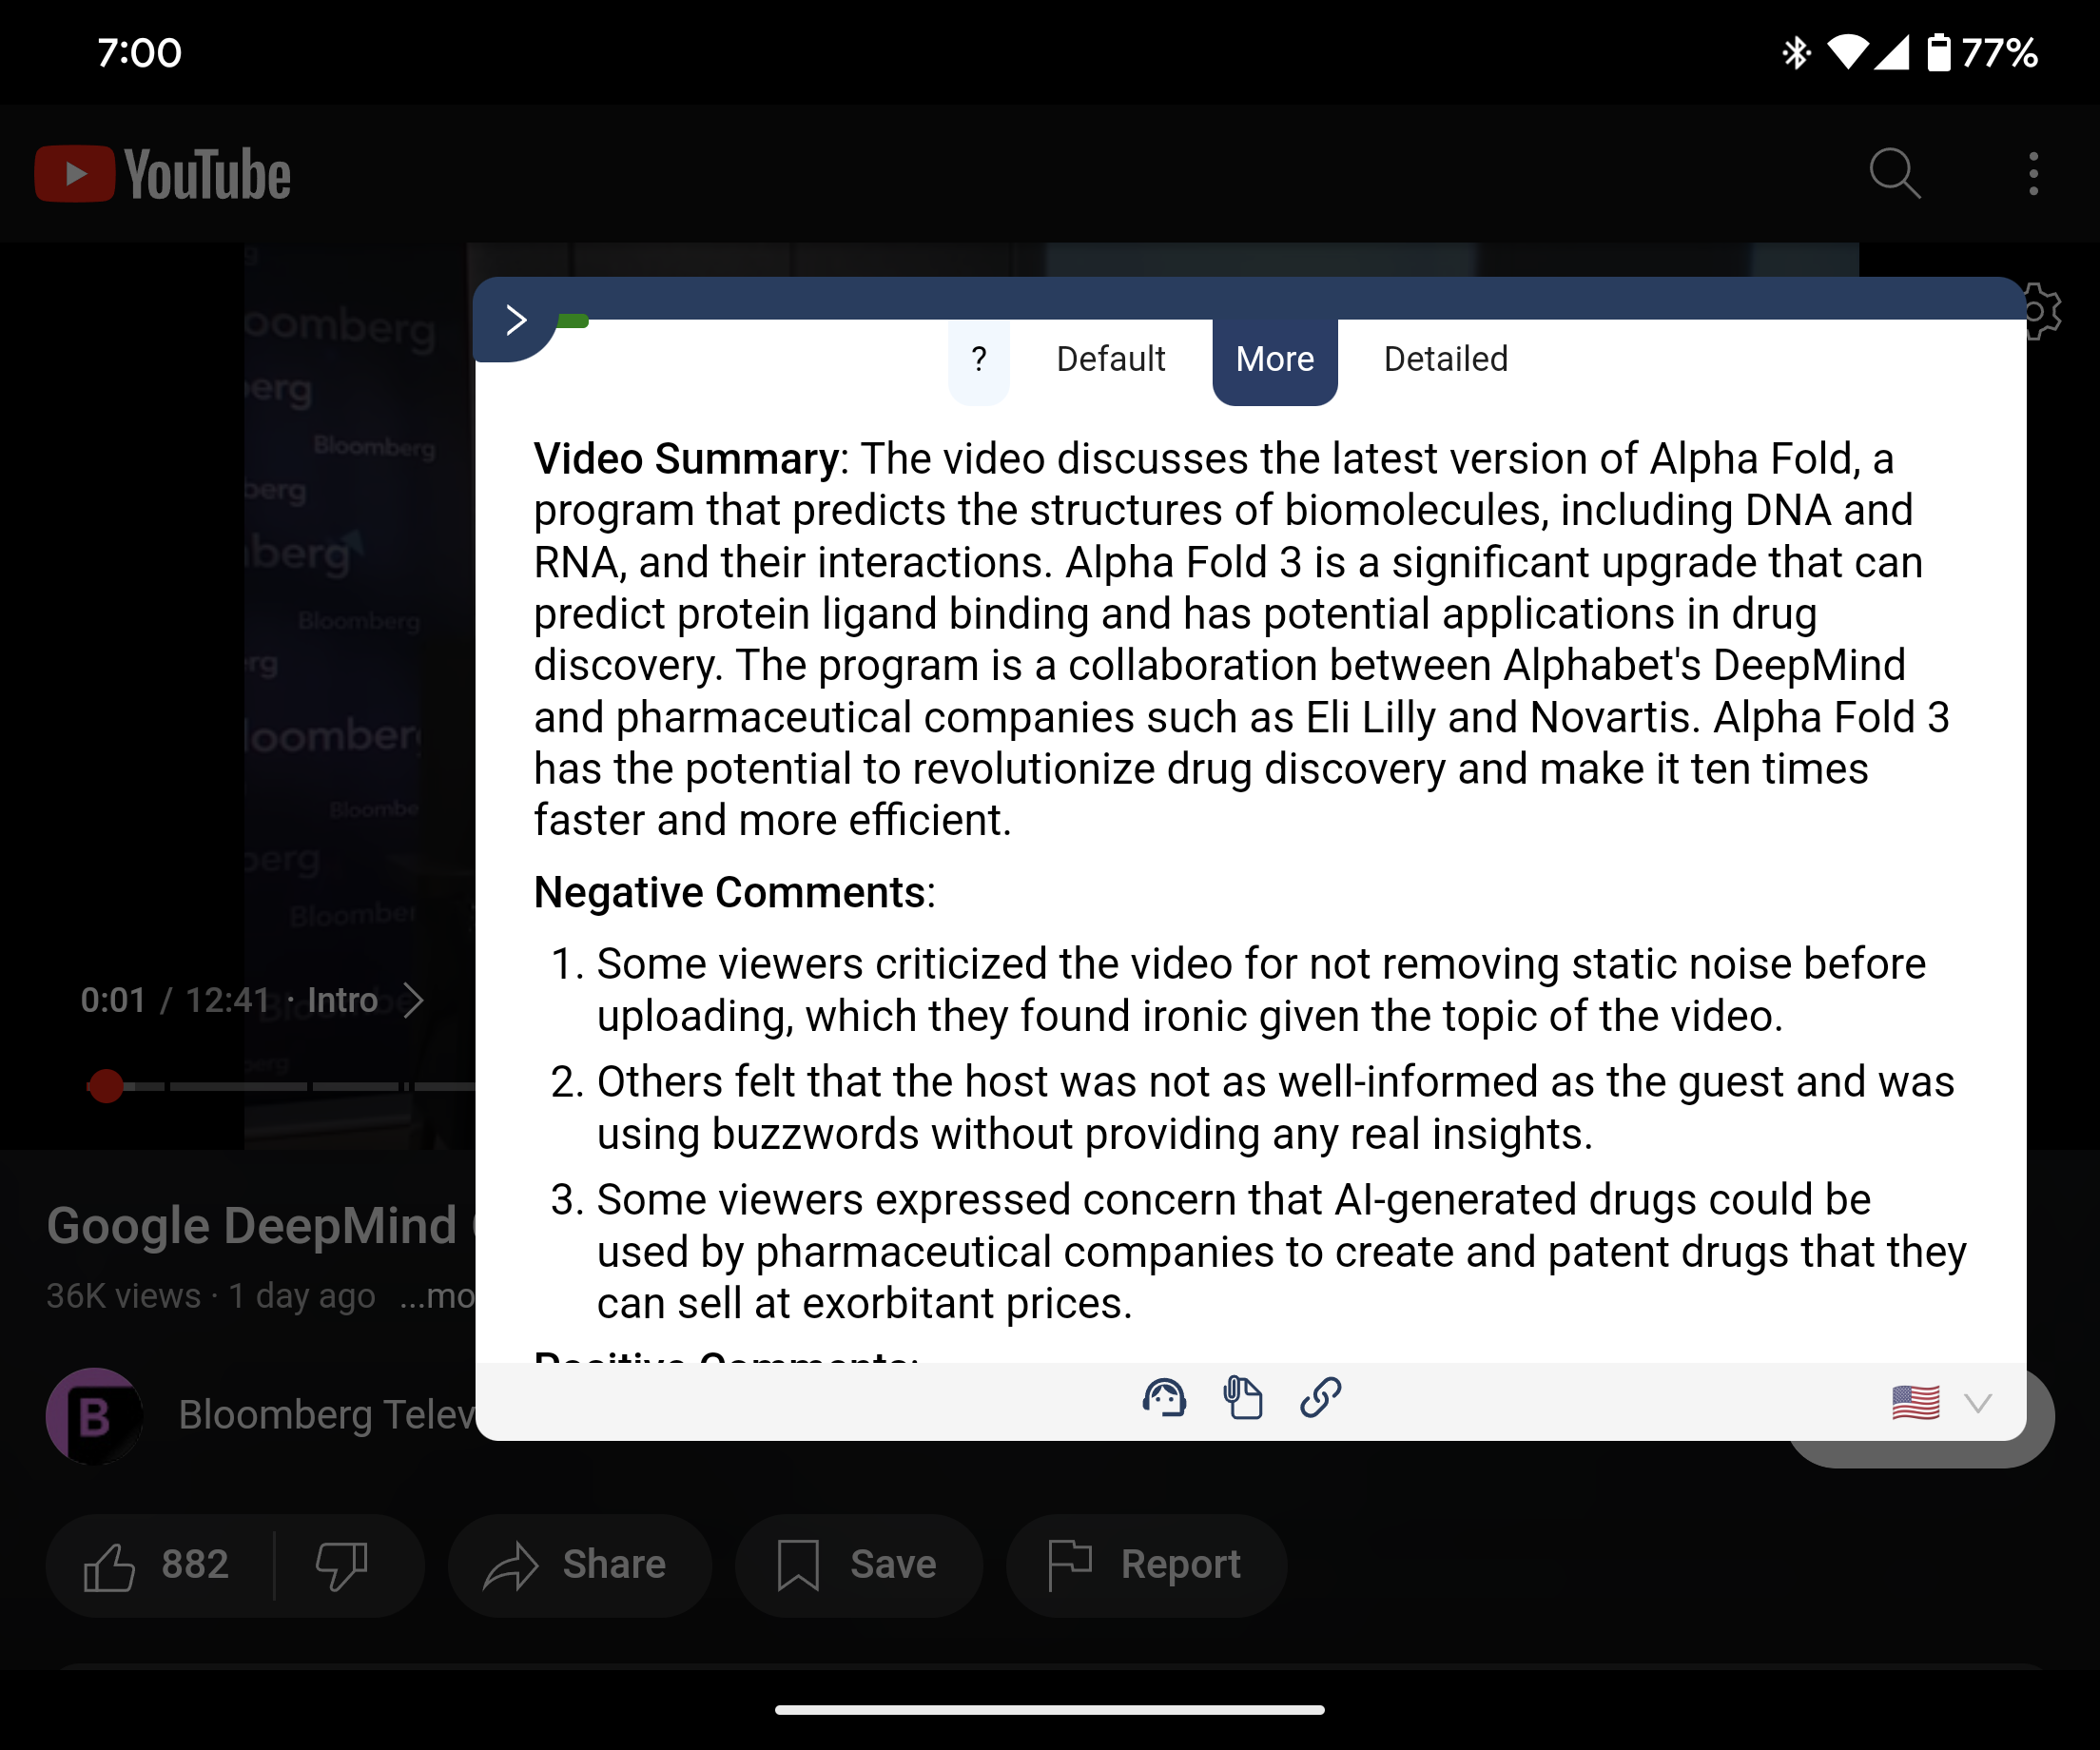 7:00
77%
YouTube
oomberg
erg
Bloomberg
berg
berg
Bloomberg
rg
loomberg
Bloombe
berg
Bloomber
0:01 / 12:41 · Intro
Google DeepMind
36K views · 1 day ago ...mo
B
Bloomberg Telev
882
Share
Save
Report
?
Default
More
Detailed
Video Summary: The video discusses the latest version of Alpha Fold, a
program that predicts the structures of biomolecules, including DNA and
RNA, and their interactions. Alpha Fold 3 is a significant upgrade that can
predict protein ligand binding and has potential applications in drug
discovery. The program is a collaboration between Alphabet's DeepMind
and pharmaceutical companies such as Eli Lilly and Novartis. Alpha Fold 3
has the potential to revolutionize drug discovery and make it ten times
faster and more efficient.
Negative Comments:
1. Some viewers criticized the video for not removing static noise before
uploading, which they found ironic given the topic of the video.
2. Others felt that the host was not as well-informed as the guest and was
using buzzwords without providing any real insights.
3. Some viewers expressed concern that AI-generated drugs could be
used by pharmaceutical companies to create and patent drugs that they
can sell at exorbitant prices.
Positive Comments: